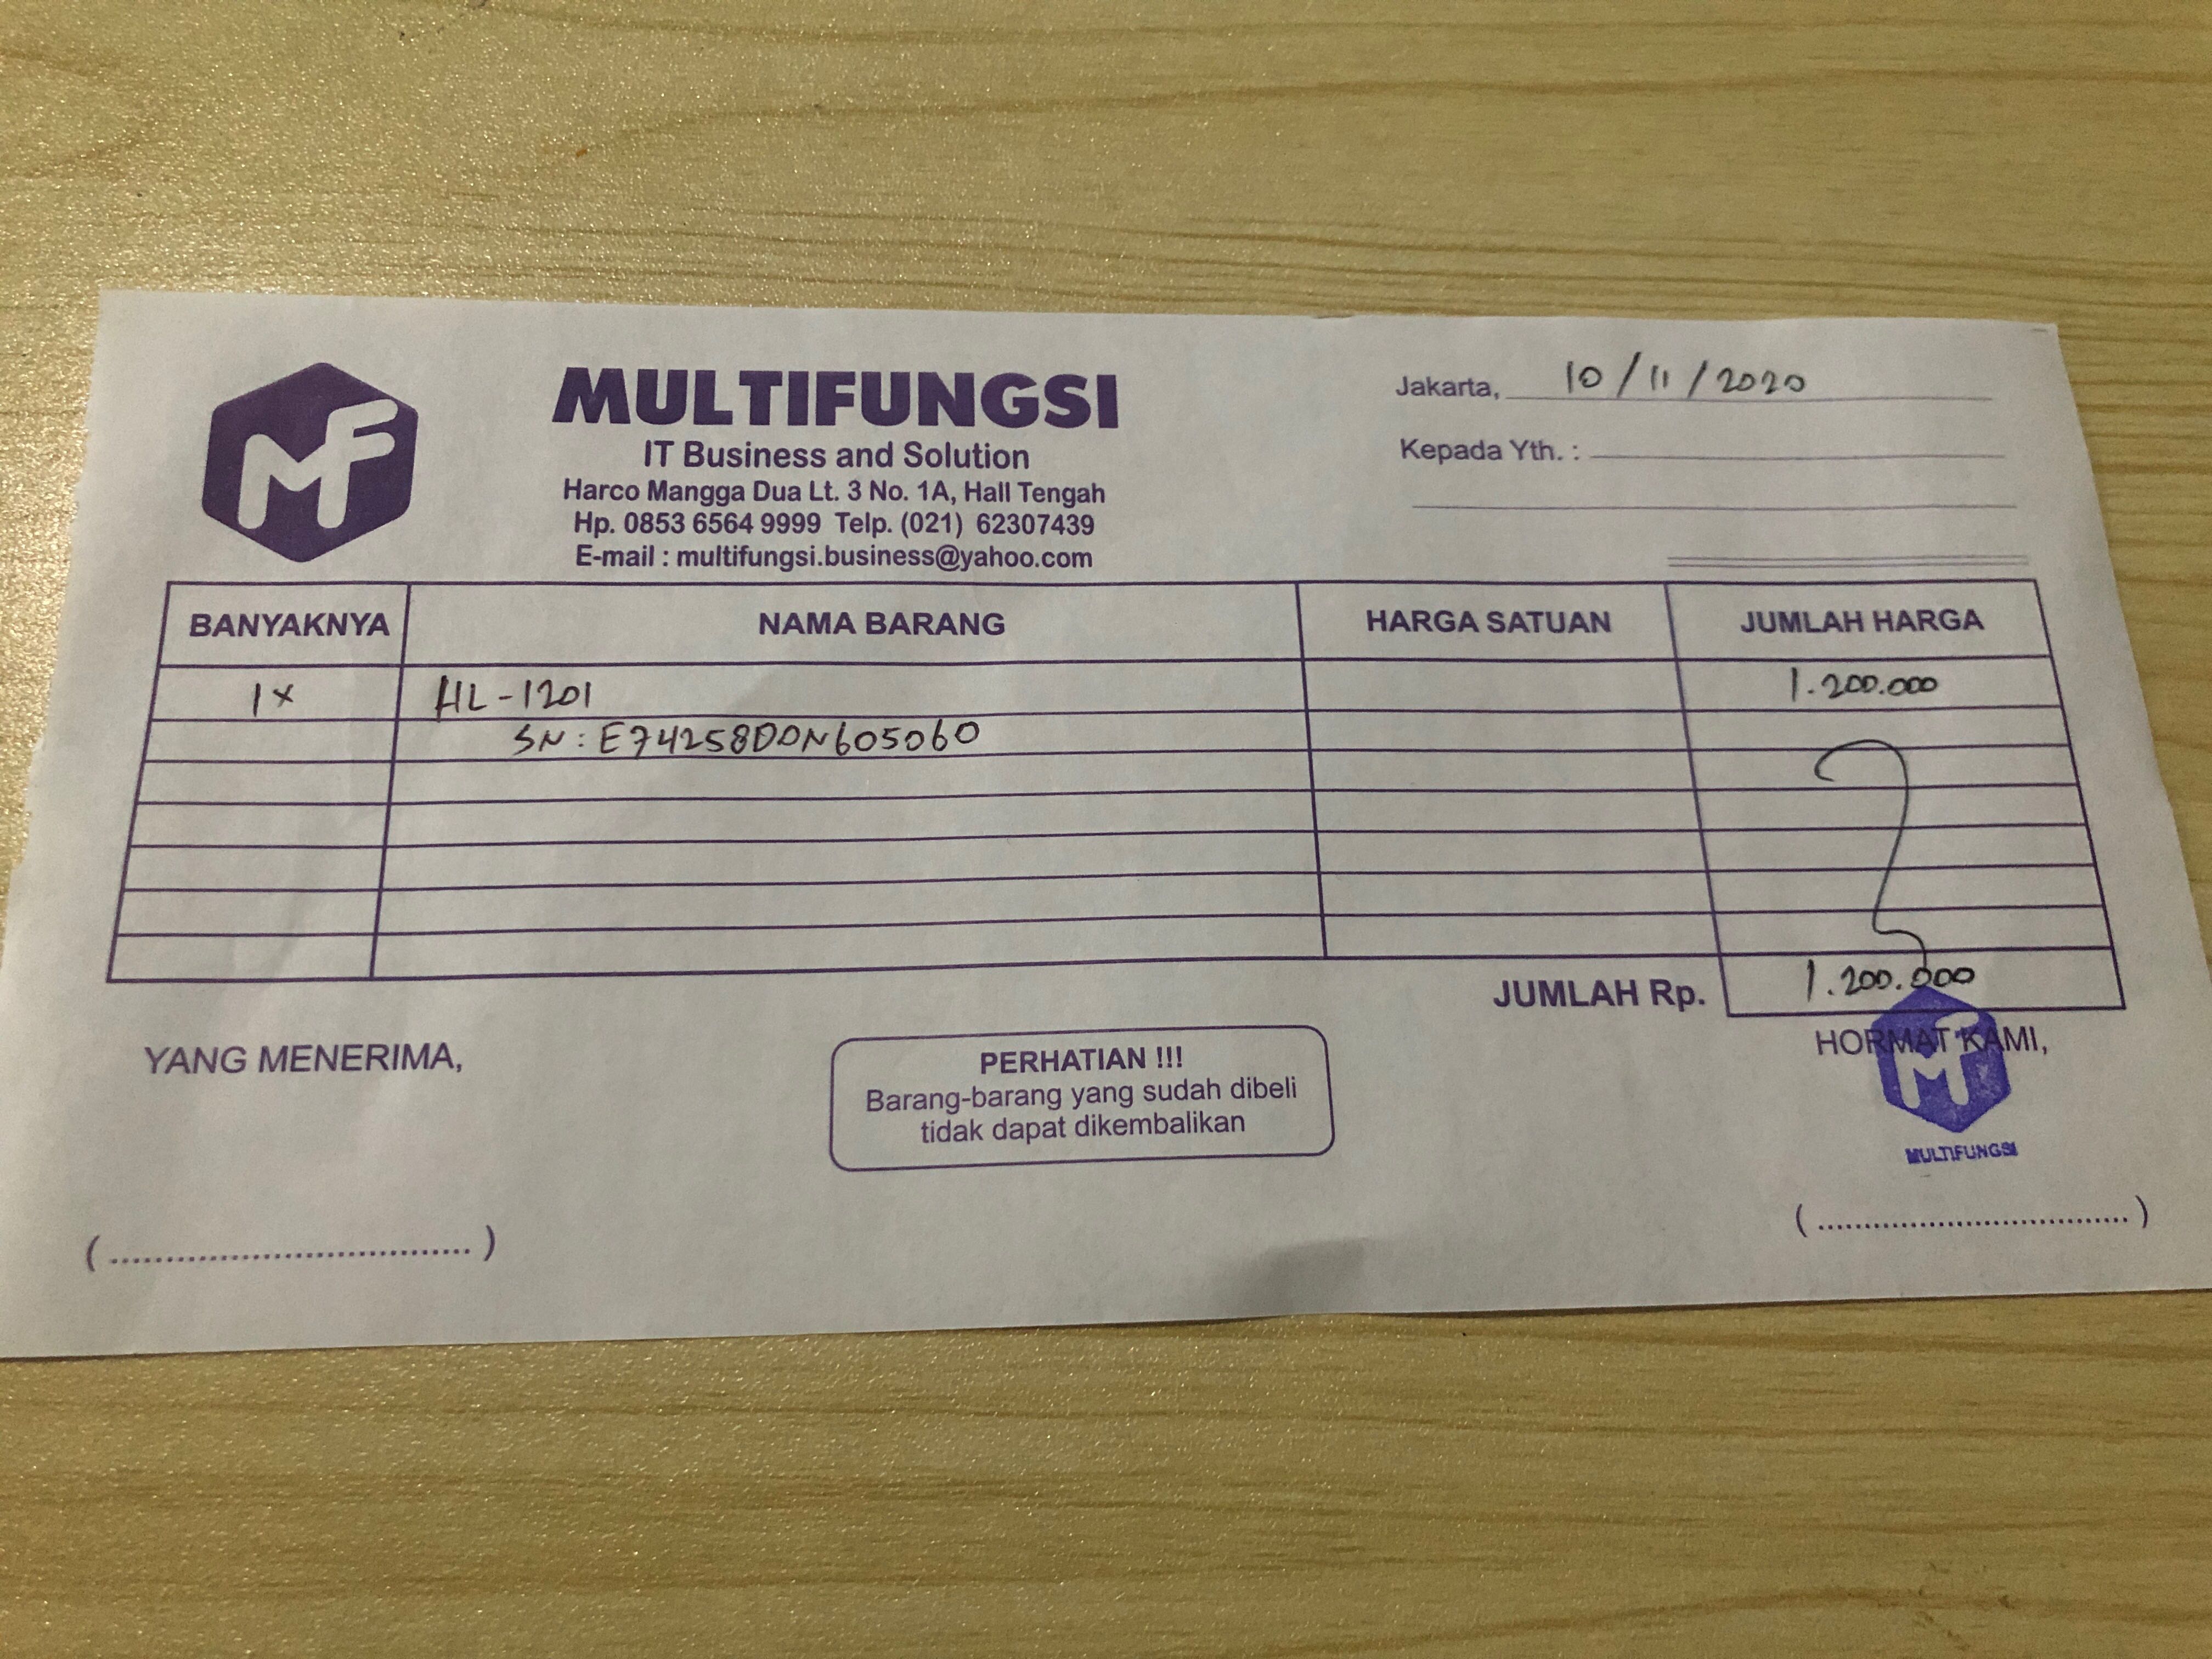 MF
MULTIFUNGSI
IT Business and Solution
Harco Mangga Dua Lt. 3 No. 1A, Hall Tengah
Hp. 0853 6564 9999 Telp. (021) 62307439
E-mail : multifungsi.business@yahoo.com
Jakarta, 10/11/2020
Kepada Yth. :
BANYAKNYA NAMA BARANG HARGA SATUAN JUMLAH HARGA
1x HL-1201 1.200.000
SN: E74258DDN605060
JUMLAH Rp. 1.200.000
YANG MENERIMA,
PERHATIAN !!!
Barang-barang yang sudah dibeli
tidak dapat dikembalikan
HORMAT KAMI,
MF
MULTIFUNGSI
(....................................)
(....................................)